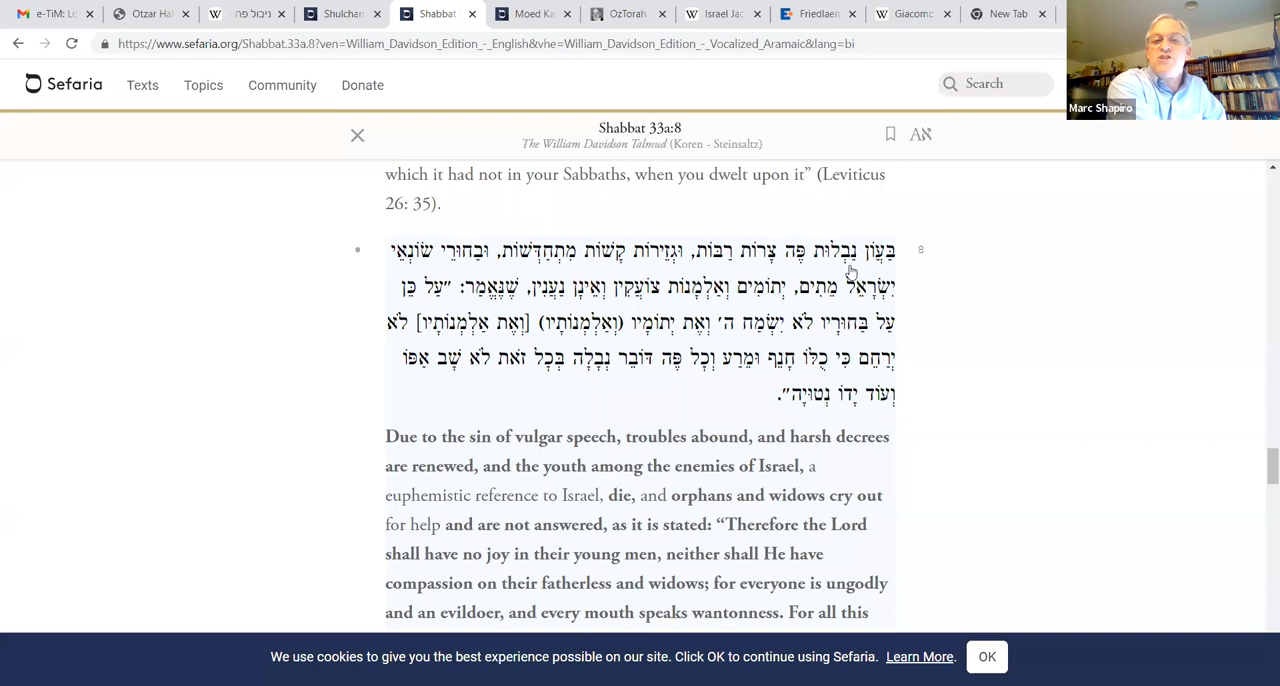 e-TiM: Lo
Otzar Ha
ניבול פה -
Shulchan
Shabbat
Moed Ka
OzTorah
Israel Jac
Friedlaen
Giacomo
New Tab
https://www.sefaria.org/Shabbat.33a.8?ven=William_Davidson_Edition_-_English&vhe=William_Davidson_Edition_-_Vocalized_Aramaic&lang=bi
Sefaria
Texts
Topics
Community
Donate
Search
Marc Shapiro
Shabbat 33a:8
The William Davidson Talmud (Koren - Steinsaltz)
Aא
which it had not in your Sabbaths, when you dwelt upon it” (Leviticus
26: 35).
8
בַּעֲוֹן נַבְלוּת פֶּה צָרוֹת רַבּוֹת, וּגְזֵירוֹת קָשׁוֹת מִתְחַדְּשׁוֹת, וּבַחוּרֵי שׂוֹנְאֵי
יִשְׂרָאֵל מֵתִים, יְתוֹמִים וְאַלְמָנוֹת צוֹעֲקִין וְאֵינָן נַעֲנִין, שֶׁנֶּאֱמַר: ״עַל כֵּן
עַל בַּחוּרָיו לֹא יִשְׂמַח ה׳ וְאֶת יְתוֹמָיו (וְאַלְמְנוֹתָיו) [וְאֶת אַלְמְנוֹתָיו] לֹא
יְרַחֵם כִּי כֻלּוֹ חָנֵף וּמֵרַע וְכׇל פֶּה דּוֹבֵר נְבָלָה בְּכׇל זֹאת לֹא שָׁב אַפּוֹ
וְעוֹד יָדוֹ נְטוּיָה״.
Due to the sin of vulgar speech, troubles abound, and harsh decrees
are renewed, and the youth among the enemies of Israel, a
euphemistic reference to Israel, die, and orphans and widows cry out
for help and are not answered, as it is stated: “Therefore the Lord
shall have no joy in their young men, neither shall He have
compassion on their fatherless and widows; for everyone is ungodly
and an evildoer, and every mouth speaks wantonness. For all this
We use cookies to give you the best experience possible on our site. Click OK to continue using Sefaria. Learn More.
OK